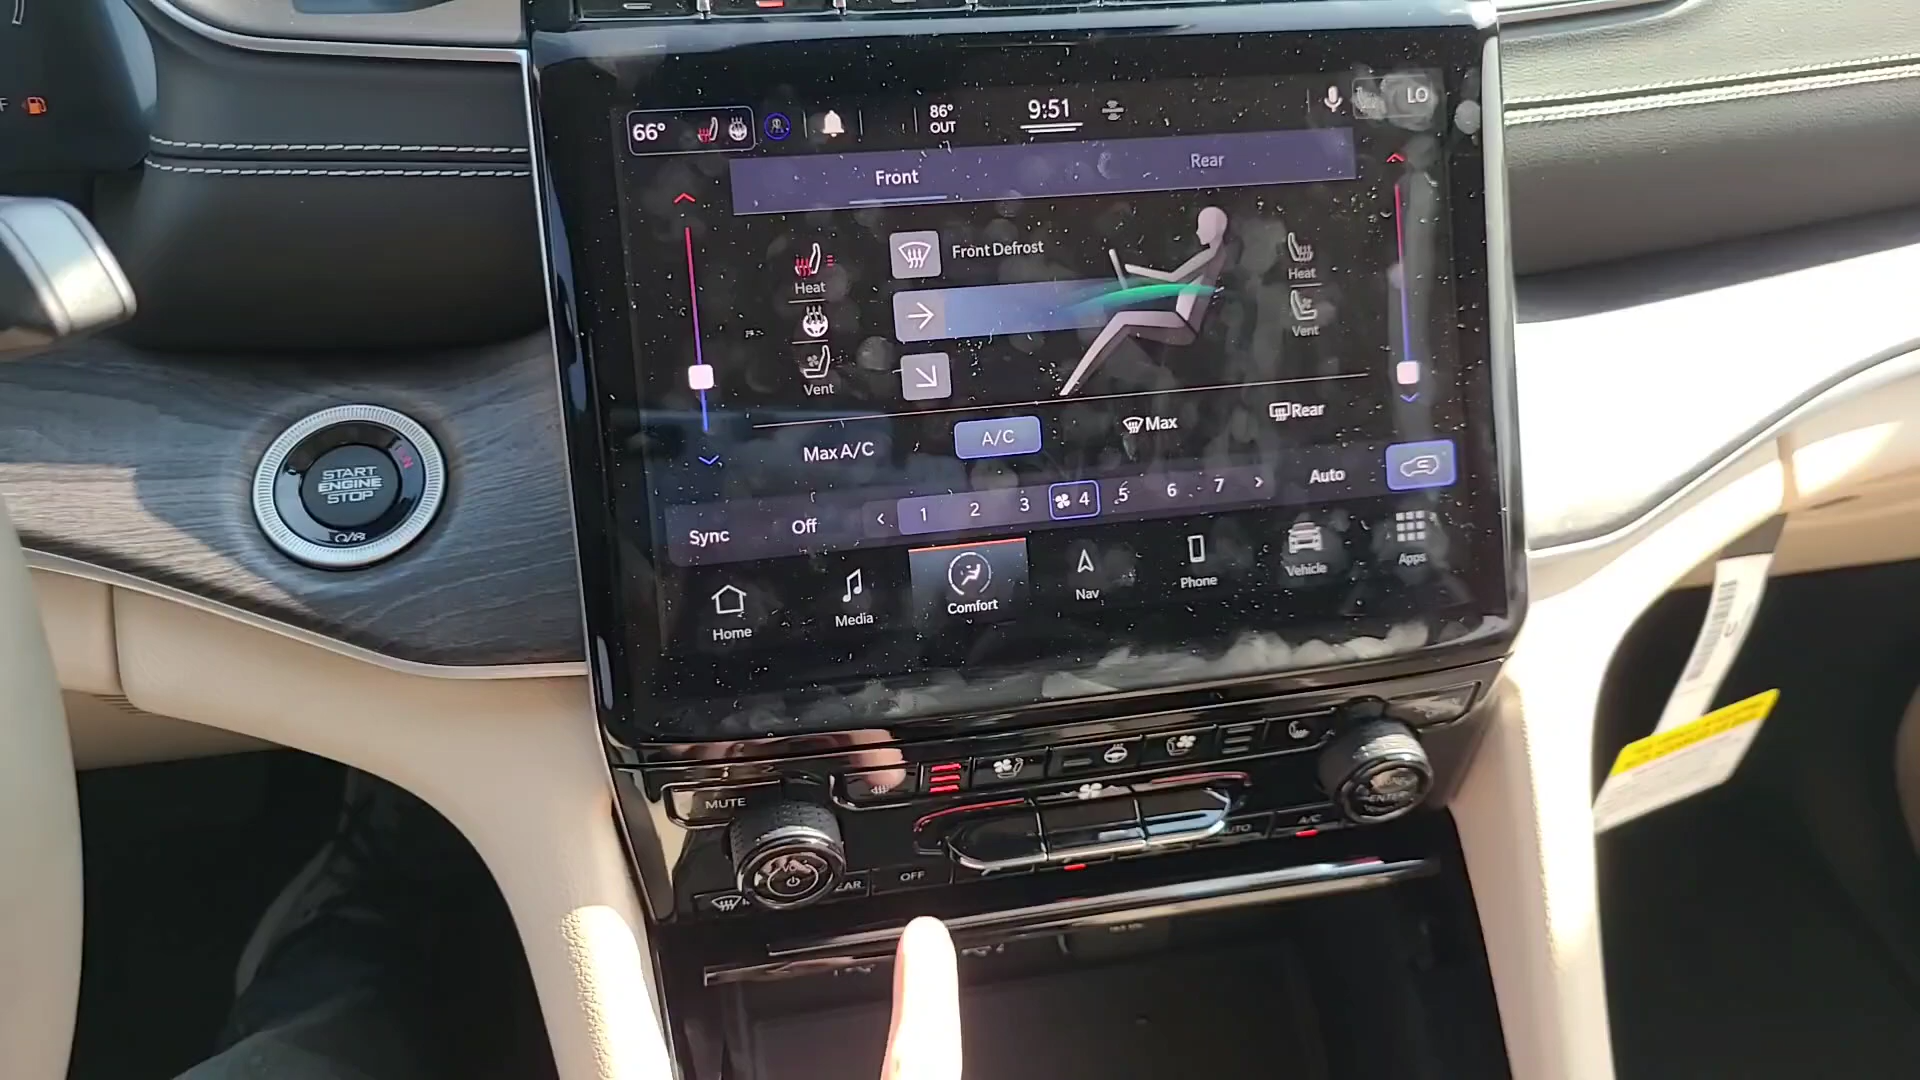 F
66°
86°
OUT
9:51
LO
Front
Rear
Heat
Front Defrost
Heat
Vent
Vent
Max A/C
A/C
Max
Rear
Sync
Off
1
2
3
4
5
6
7
Auto
Home
Media
Comfort
Nav
Phone
Vehicle
Apps
START
ENGINE
STOP
MUTE
OFF
AUTO
A/C
ENTER